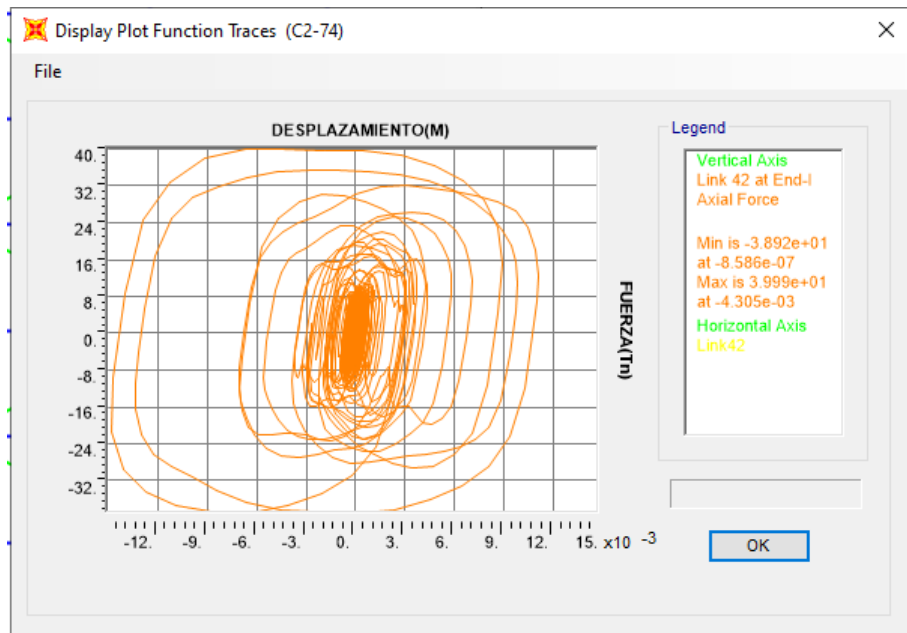 Display Plot Function Traces (C2-74)
File
DESPLAZAMIENTO(M)
40.
32.
24.
16.
8.
0.
-8.
-16.
-24.
-32.
-12. -9. -6. -3. 0. 3. 6. 9. 12. 15. x10 -3
FUERZA(Tn)
Legend
Vertical Axis
Link 42 at End-I
Axial Force
Min is -3.892e+01
at -8.586e-07
Max is 3.999e+01
at -4.305e-03
Horizontal Axis
Link42
OK